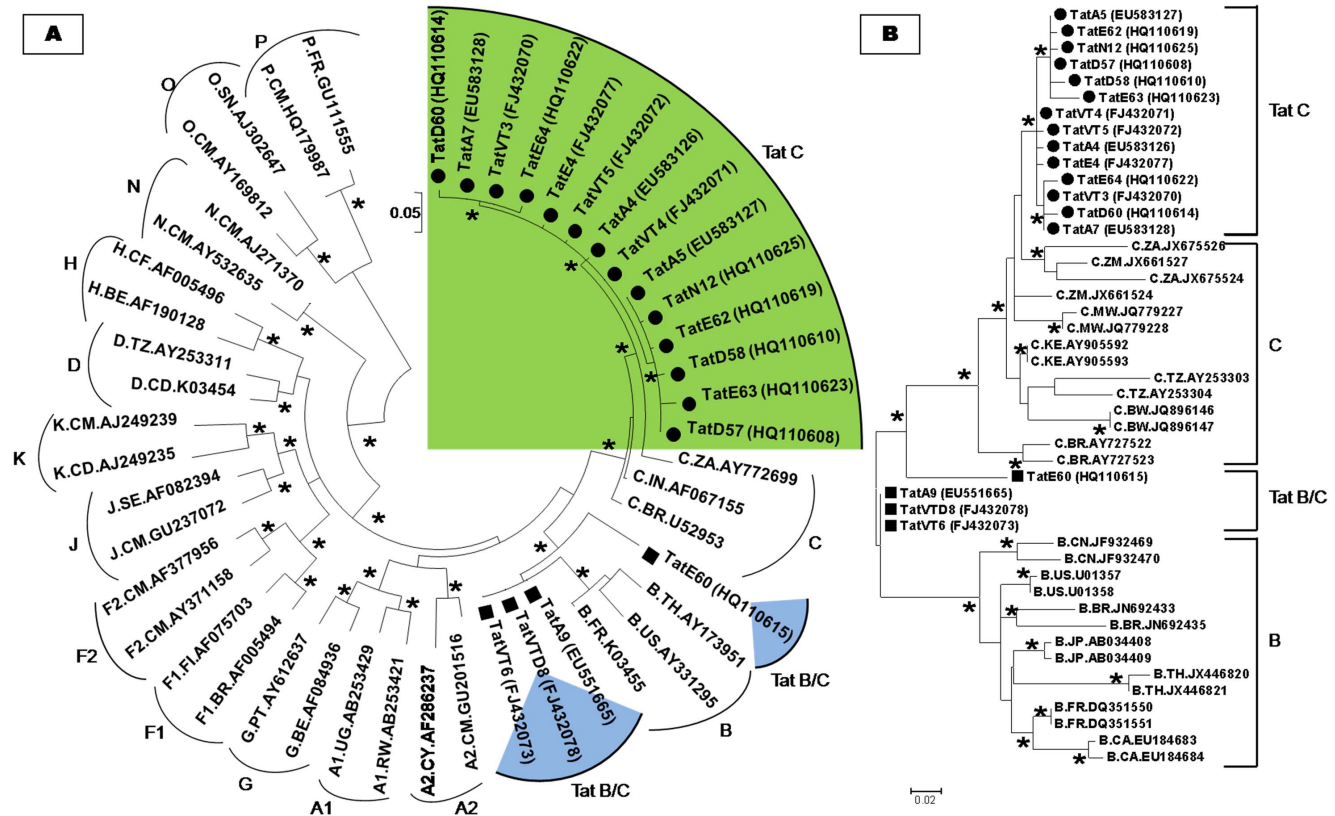 A
P
P.FR.GU111555
P.CM.HQ179987
O
O.SN.AJ302647
O.CM.AY169812
N
N.CM.AJ271370
N.CM.AY532635
H
H.CF.AF005496
H.BE.AF190128
D
D.TZ.AY253311
D.CD.K03454
K
K.CM.AJ249239
K.CD.AJ249235
J
J.SE.AF082394
J.CM.GU237072
F2
F2.CM.AF377956
F2.CM.AY371158
F1
F1.FI.AF075703
F1.BR.AF005494
G
G.PT.AY612637
G.BE.AF084936
A1
A1.UG.AB253429
A1.RW.AB253421
A2
A2.CY.AF286237
A2.CM.GU201516
Tat B/C
TatVT6 (FJ432073)
TatVTD8 (FJ432078)
TatA9 (EU551665)
B
B.FR.K03455
B.US.AY331295
B.TH.AY173951
Tat B/C
TatE60 (HQ110615)
C
C.BR.U52953
C.IN.AF067155
C.ZA.AY772699
Tat C
TatD57 (HQ110608)
TatE63 (HQ110623)
TatD58 (HQ110610)
TatE62 (HQ110619)
TatN12 (HQ110625)
TatA5 (EU583127)
TatVT4 (FJ432071)
TatA4 (EU583126)
TatVT5 (FJ432072)
TatE4 (FJ432077)
TatE64 (HQ110622)
TatVT3 (FJ432070)
TatA7 (EU583128)
TatD60 (HQ110614)
0.05
B
TatA5 (EU583127)
TatE62 (HQ110619)
TatN12 (HQ110625)
TatD57 (HQ110608)
TatD58 (HQ110610)
TatE63 (HQ110623)
TatVT4 (FJ432071)
TatVT5 (FJ432072)
TatA4 (EU583126)
TatE4 (FJ432077)
TatE64 (HQ110622)
TatVT3 (FJ432070)
TatD60 (HQ110614)
TatA7 (EU583128)
Tat C
C.ZA.JX675526
C.ZM.JX661527
C.ZA.JX675524
C.ZM.JX661524
C.MW.JQ779227
C.MW.JQ779228
C.KE.AY905592
C.KE.AY905593
C.TZ.AY253303
C.TZ.AY253304
C.BW.JQ896146
C.BW.JQ896147
C.BR.AY727522
C.BR.AY727523
C
TatE60 (HQ110615)
TatA9 (EU551665)
TatVTD8 (FJ432078)
TatVT6 (FJ432073)
Tat B/C
B.CN.JF932469
B.CN.JF932470
B.US.U01357
B.US.U01358
B.BR.JN692433
B.BR.JN692435
B.JP.AB034408
B.JP.AB034409
B.TH.JX446820
B.TH.JX446821
B.FR.DQ351550
B.FR.DQ351551
B.CA.EU184683
B.CA.EU184684
B
0.02